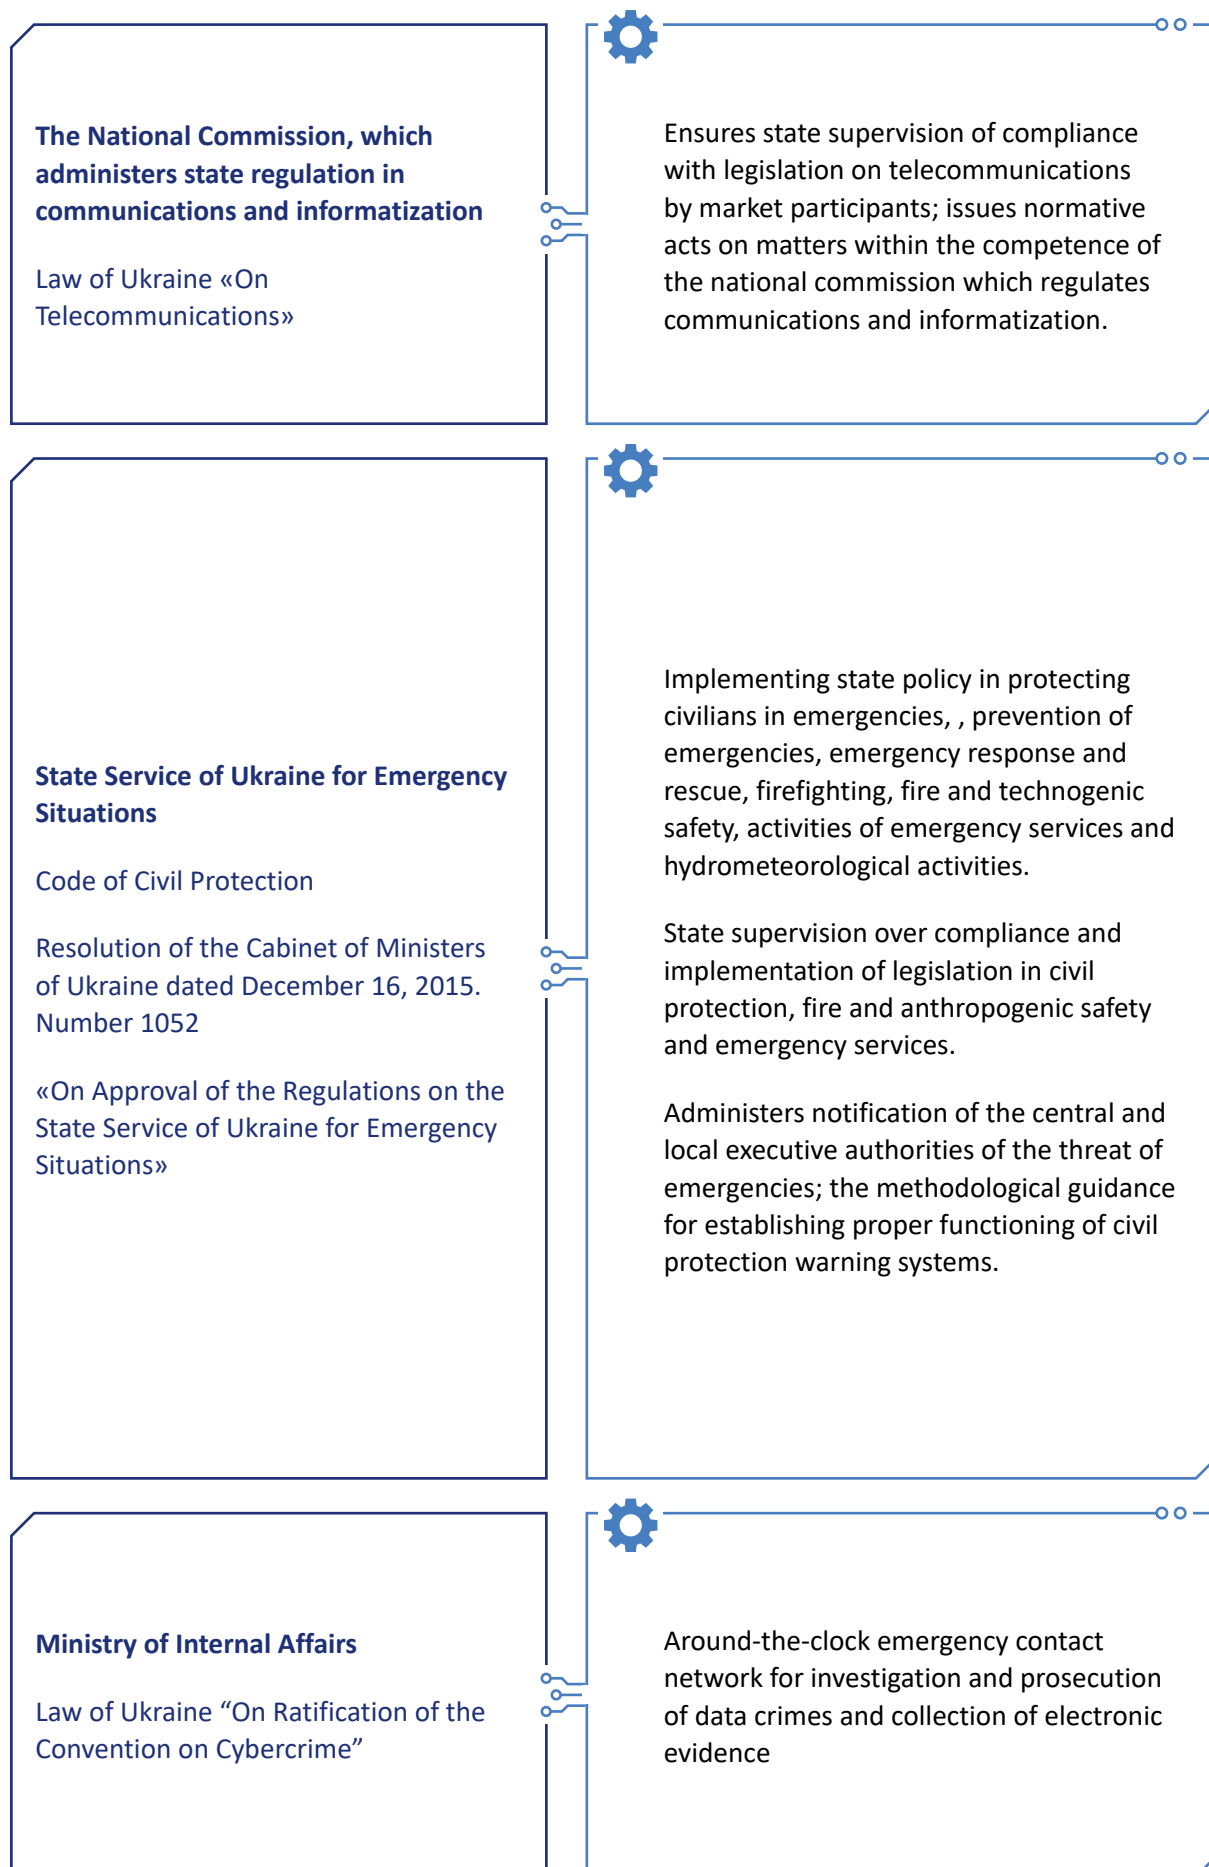 The National Commission, which
administers state regulation in
communications and informatization
Law of Ukraine «On
Telecommunications»
Ensures state supervision of compliance
with legislation on telecommunications
by market participants; issues normative
acts on matters within the competence of
the national commission which regulates
communications and informatization.
State Service of Ukraine for Emergency
Situations
Code of Civil Protection
Resolution of the Cabinet of Ministers
of Ukraine dated December 16, 2015.
Number 1052
«On Approval of the Regulations on the
State Service of Ukraine for Emergency
Situations»
Implementing state policy in protecting
civilians in emergencies, , prevention of
emergencies, emergency response and
rescue, firefighting, fire and technogenic
safety, activities of emergency services and
hydrometeorological activities.
State supervision over compliance and
implementation of legislation in civil
protection, fire and anthropogenic safety
and emergency services.
Administers notification of the central and
local executive authorities of the threat of
emergencies; the methodological guidance
for establishing proper functioning of civil
protection warning systems.
Ministry of Internal Affairs
Law of Ukraine “On Ratification of the
Convention on Cybercrime”
Around-the-clock emergency contact
network for investigation and prosecution
of data crimes and collection of electronic
evidence